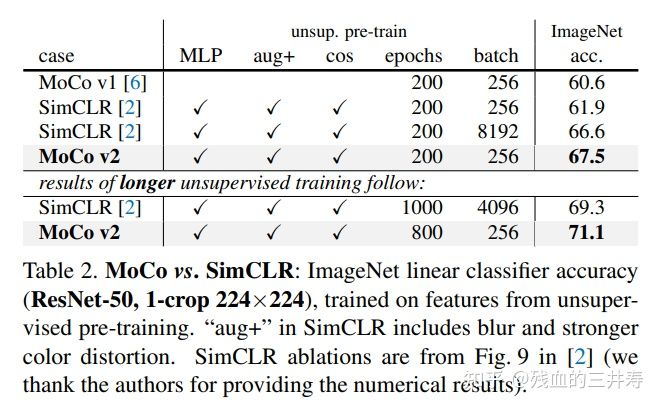 unsup. pre-train ImageNet
case MLP aug+ cos epochs batch acc.
MoCo v1 [6] 200 256 60.6
SimCLR [2] ✓ ✓ ✓ 200 256 61.9
SimCLR [2] ✓ ✓ ✓ 200 8192 66.6
MoCo v2 ✓ ✓ ✓ 200 256 67.5
results of longer unsupervised training follow:
SimCLR [2] ✓ ✓ ✓ 1000 4096 69.3
MoCo v2 ✓ ✓ ✓ 800 256 71.1
Table 2. MoCo vs. SimCLR: ImageNet linear classifier accuracy
(ResNet-50, 1-crop 224×224), trained on features from unsuper-
vised pre-training. “aug+” in SimCLR includes blur and stronger
color distortion. SimCLR ablations are from Fig. 9 in [2] (we
thank the authors for providing the numerical results).
知乎 @残血的三井寿